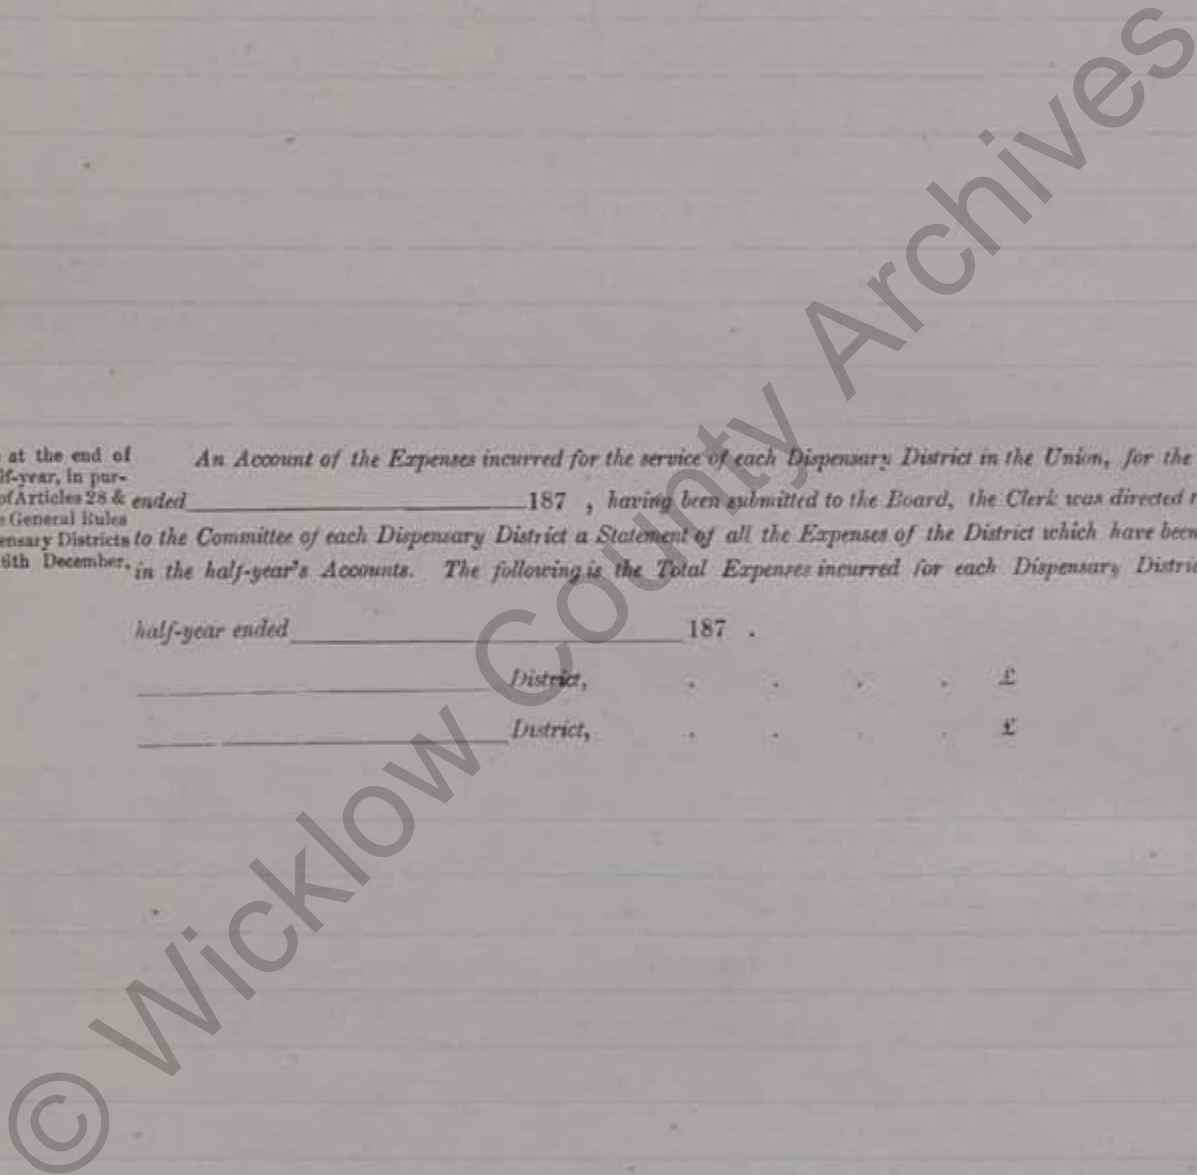 at the end of
lf-year, in pur-
of Articles 28 &
General Rules
ensary Districts
6th December,
An Account of the Expenses incurred for the service of each Dispensary District in the Union, for the
ended 187 , having been submitted to the Board, the Clerk was directed
to the Committee of each Dispensary District a Statement of all the Expenses of the District which have been
in the half-year's Accounts. The following is the Total Expenses incurred for each Dispensary Distric
half-year ended 187 .
District, . . . . £
District, . . . . £
© Wicklow County Archives